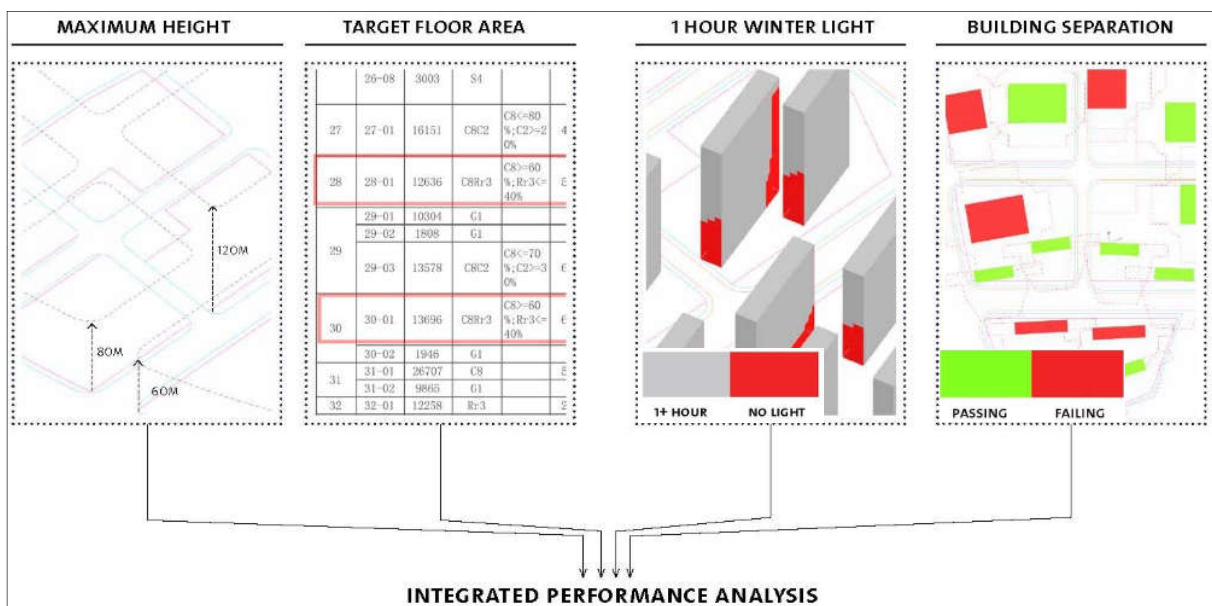 MAXIMUM HEIGHT
TARGET FLOOR AREA
1 HOUR WINTER LIGHT
BUILDING SEPARATION
120M
80M
60M
26-08 3003 S4
27 27-01 16151 C8C2 C8<=80
%;C2>=2
0% 4
28 28-01 12636 C8Rr3 C8>=60
%;Rr3<=
40%
29 29-01 10304 G1
29-02 1808 G1
29-03 13578 C8C2 C8<=70
%;C2>=3
0% 6
30 30-01 13696 C8Rr3 C8>=60
%;Rr3<=
40% 6
30-02 1946 G1
31 31-01 26707 C8
31-02 9865 G1
32 32-01 12258 Rr3 2
1+ HOUR
NO LIGHT
PASSING
FAILING
INTEGRATED PERFORMANCE ANALYSIS